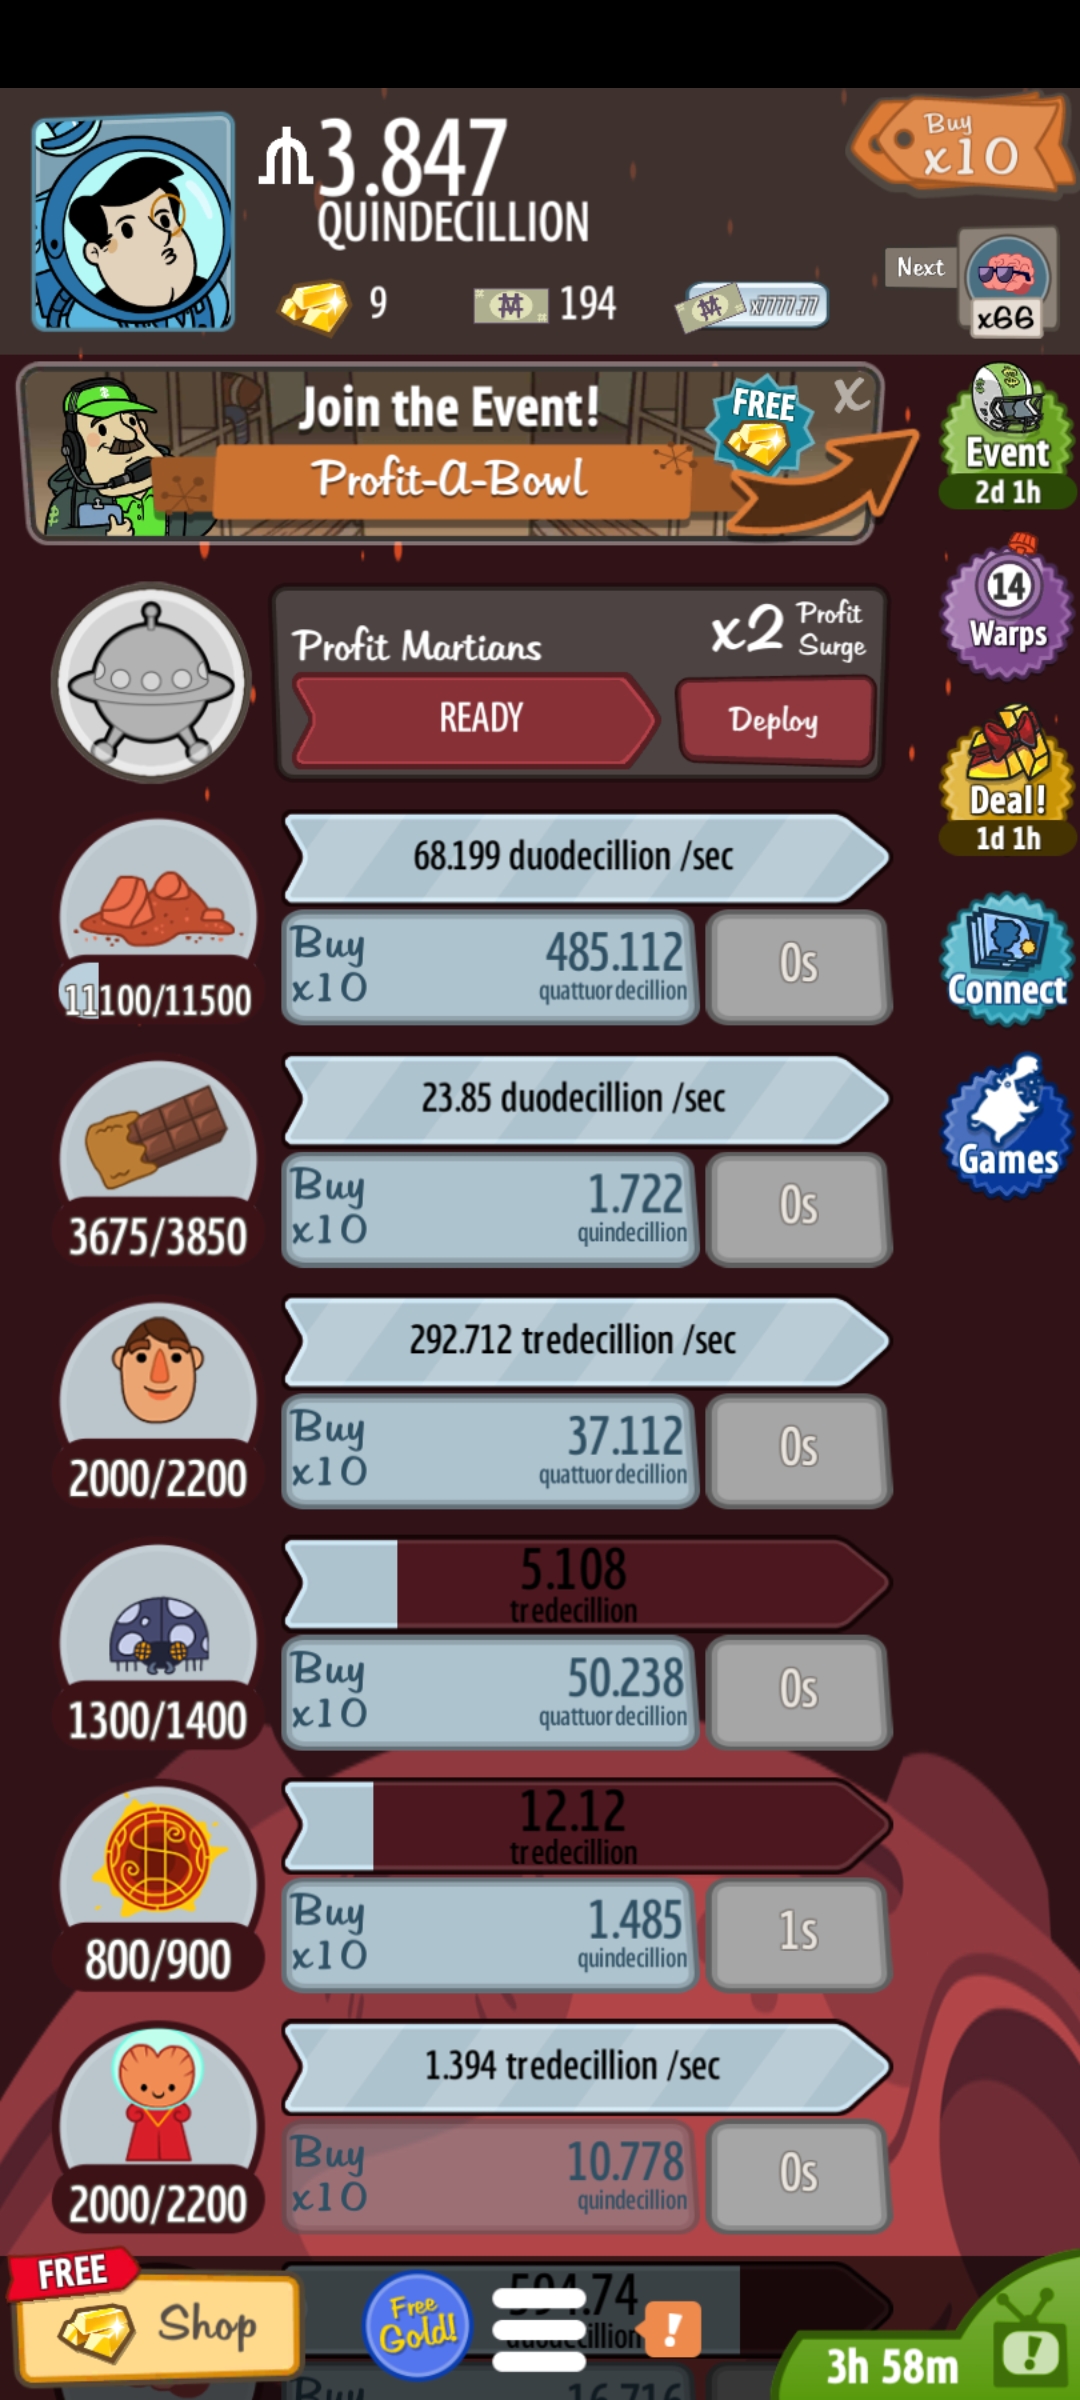 3.847
QUINDECILLION
Buy
x10
9
194
x7777.77
Next
x66
Join the Event!
Profit-A-Bowl
FREE
X
Event
2d 1h
14
Warps
Deal!
1d 1h
Connect
Games
Profit Martians
x2 Profit
Surge
READY
Deploy
68.199 duodecillion /sec
11100/11500
Buy
x10
485.112
quattuordecillion
0s
23.85 duodecillion /sec
3675/3850
Buy
x10
1.722
quindecillion
0s
292.712 tredecillion /sec
2000/2200
Buy
x10
37.112
quattuordecillion
0s
5.108
tredecillion
1300/1400
Buy
x10
50.238
quattuordecillion
0s
12.12
tredecillion
800/900
Buy
x10
1.485
quindecillion
1s
1.394 tredecillion /sec
2000/2200
Buy
x10
10.778
quindecillion
0s
FREE
Shop
Free
Gold!
594.74
!
3h 58m
!
Buy
16.716